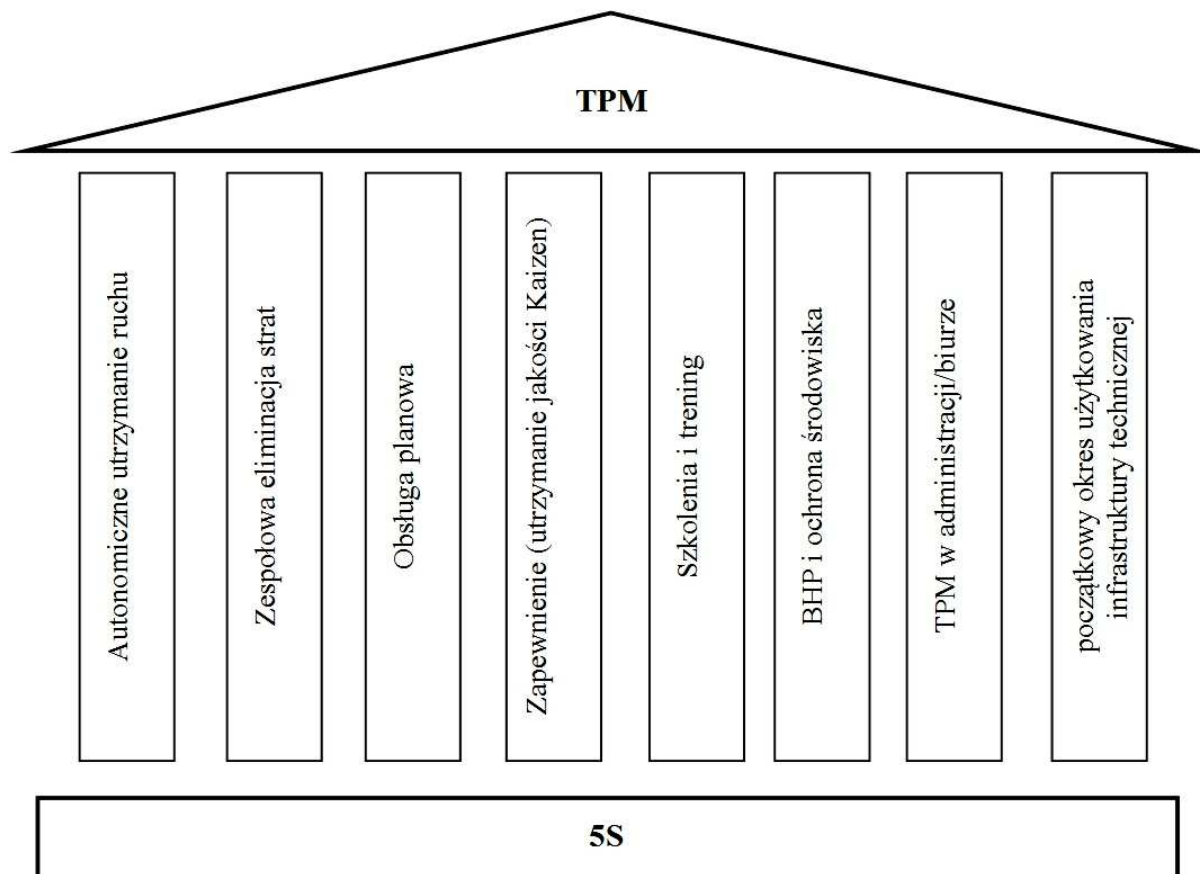 TPM
Autonomiczne utrzymanie ruchu
Zespołowa eliminacja strat
Obsługa planowa
Zapewnienie (utrzymanie jakości Kaizen)
Szkolenia i trening
BHP i ochrona środowiska
TPM w administracji/biurze
początkowy okres użytkowania
infrastruktury technicznej
5S